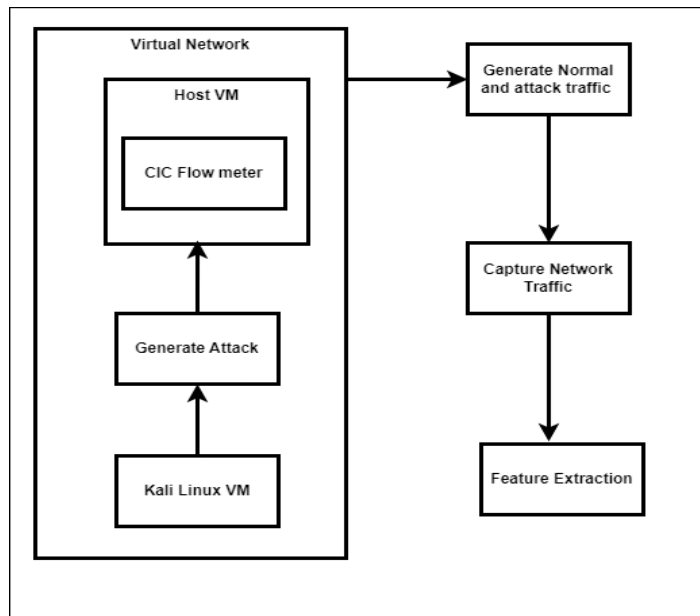 Virtual Network
Host VM
CIC Flow meter
Generate Attack
Kali Linux VM
Generate Normal
and attack traffic
Capture Network
Traffic
Feature Extraction